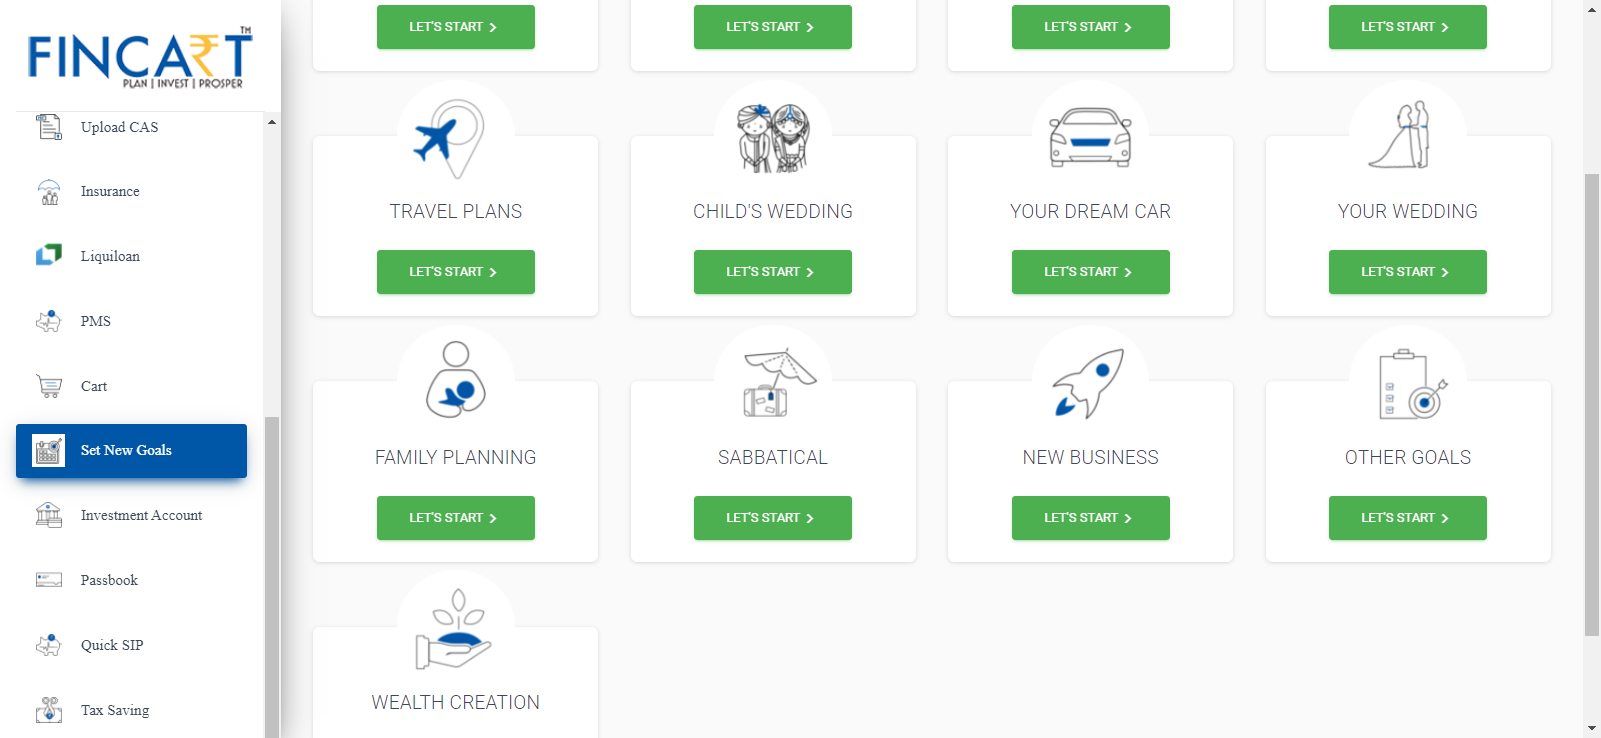 FINCART™
PLAN | INVEST | PROSPER
Upload CAS
Insurance
Liquiloan
PMS
Cart
Set New Goals
Investment Account
Passbook
Quick SIP
Tax Saving
LET'S START LET'S START LET'S START LET'S START
TRAVEL PLANS CHILD'S WEDDING YOUR DREAM CAR YOUR WEDDING
LET'S START LET'S START LET'S START LET'S START
FAMILY PLANNING SABBATICAL NEW BUSINESS OTHER GOALS
LET'S START LET'S START LET'S START LET'S START
WEALTH CREATION